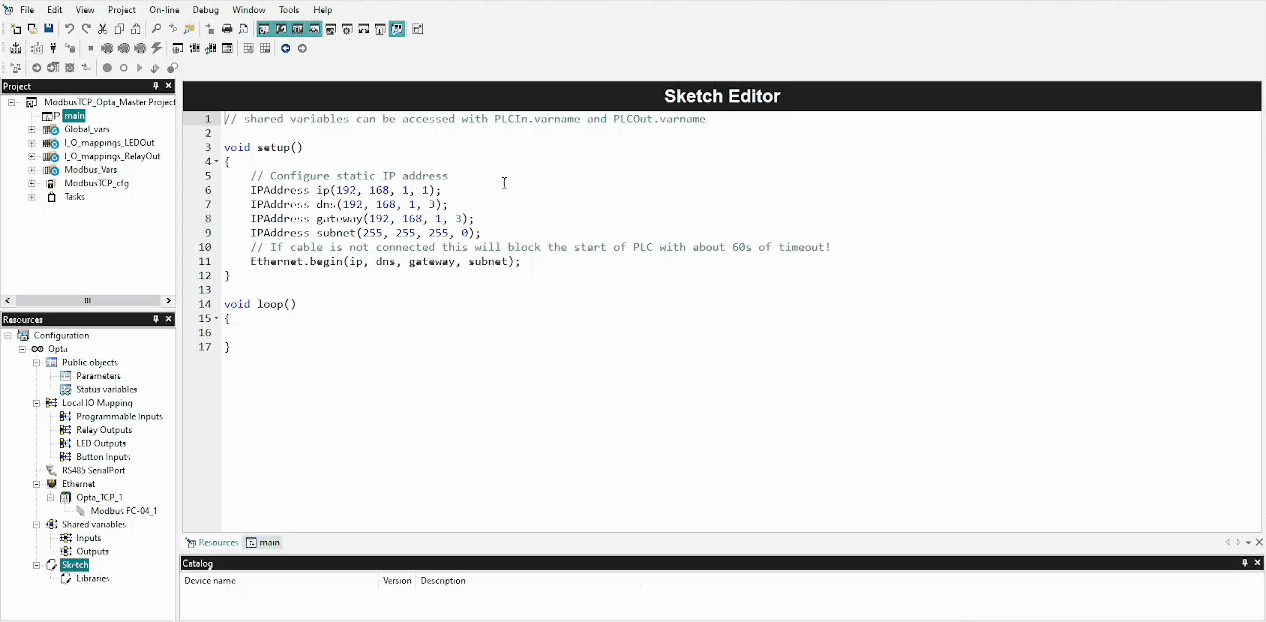 File Edit View Project On-line Debug Window Tools Help
Project
ModbusTCP_Opta_Master Project
P main
Global_vars
I_O_mappings_LEDOut
I_O_mappings_RelayOut
Modbus_Vars
ModbusTCP_cfg
Tasks
Resources
Configuration
Opta
Public objects
Parameters
Status variables
Local IO Mapping
Programmable Inputs
Relay Outputs
LED Outputs
Button Inputs
RS485 SerialPort
Ethernet
Opta_TCP_1
Modbus FC-04_1
Shared variables
Inputs
Outputs
Sketch
Libraries
Sketch Editor
1 // shared variables can be accessed with PLCIn.varname and PLCOut.varname
2
3 void setup()
4 {
5 // Configure static IP address
6 IPAddress ip(192, 168, 1, 1);
7 IPAddress dns(192, 168, 1, 3);
8 IPAddress gateway(192, 168, 1, 3);
9 IPAddress subnet(255, 255, 255, 0);
10 // If cable is not connected this will block the start of PLC with about 60s of timeout!
11 Ethernet.begin(ip, dns, gateway, subnet);
12 }
13
14 void loop()
15 {
16
17 }
Resources main
Catalog
Device name Version Description